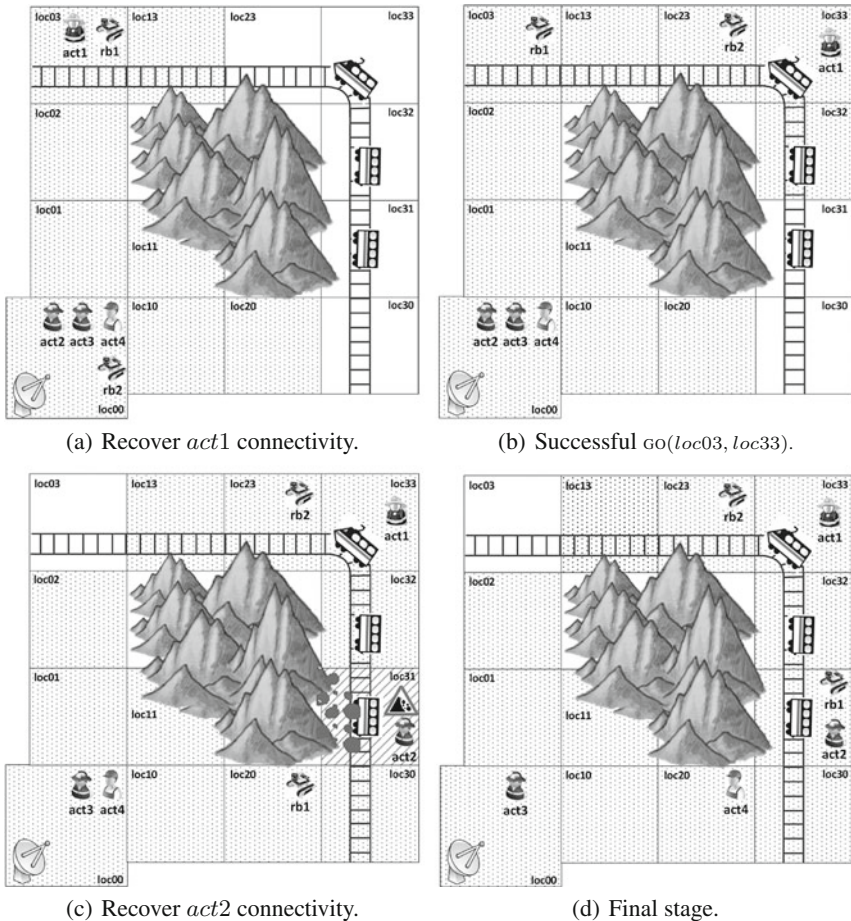 loc03
loc13
loc23
loc33
act1
rb1
loc02
loc32
loc01
loc11
loc31
loc10
loc20
loc30
act2
act3
act4
rb2
loc00
(a) Recover act1 connectivity.
loc03
loc13
loc23
loc33
rb1
rb2
act1
loc02
loc32
loc01
loc11
loc31
loc10
loc20
loc30
act2
act3
act4
loc00
(b) Successful GO(loc03, loc33).
loc03
loc13
loc23
loc33
rb2
act1
loc02
loc32
loc01
loc11
loc31
act2
loc10
loc20
loc30
act3
act4
rb1
loc00
(c) Recover act2 connectivity.
loc03
loc13
loc23
loc33
rb2
act1
loc02
loc32
loc01
loc11
loc31
rb1
act2
loc10
loc20
loc30
act3
act4
loc00
(d) Final stage.